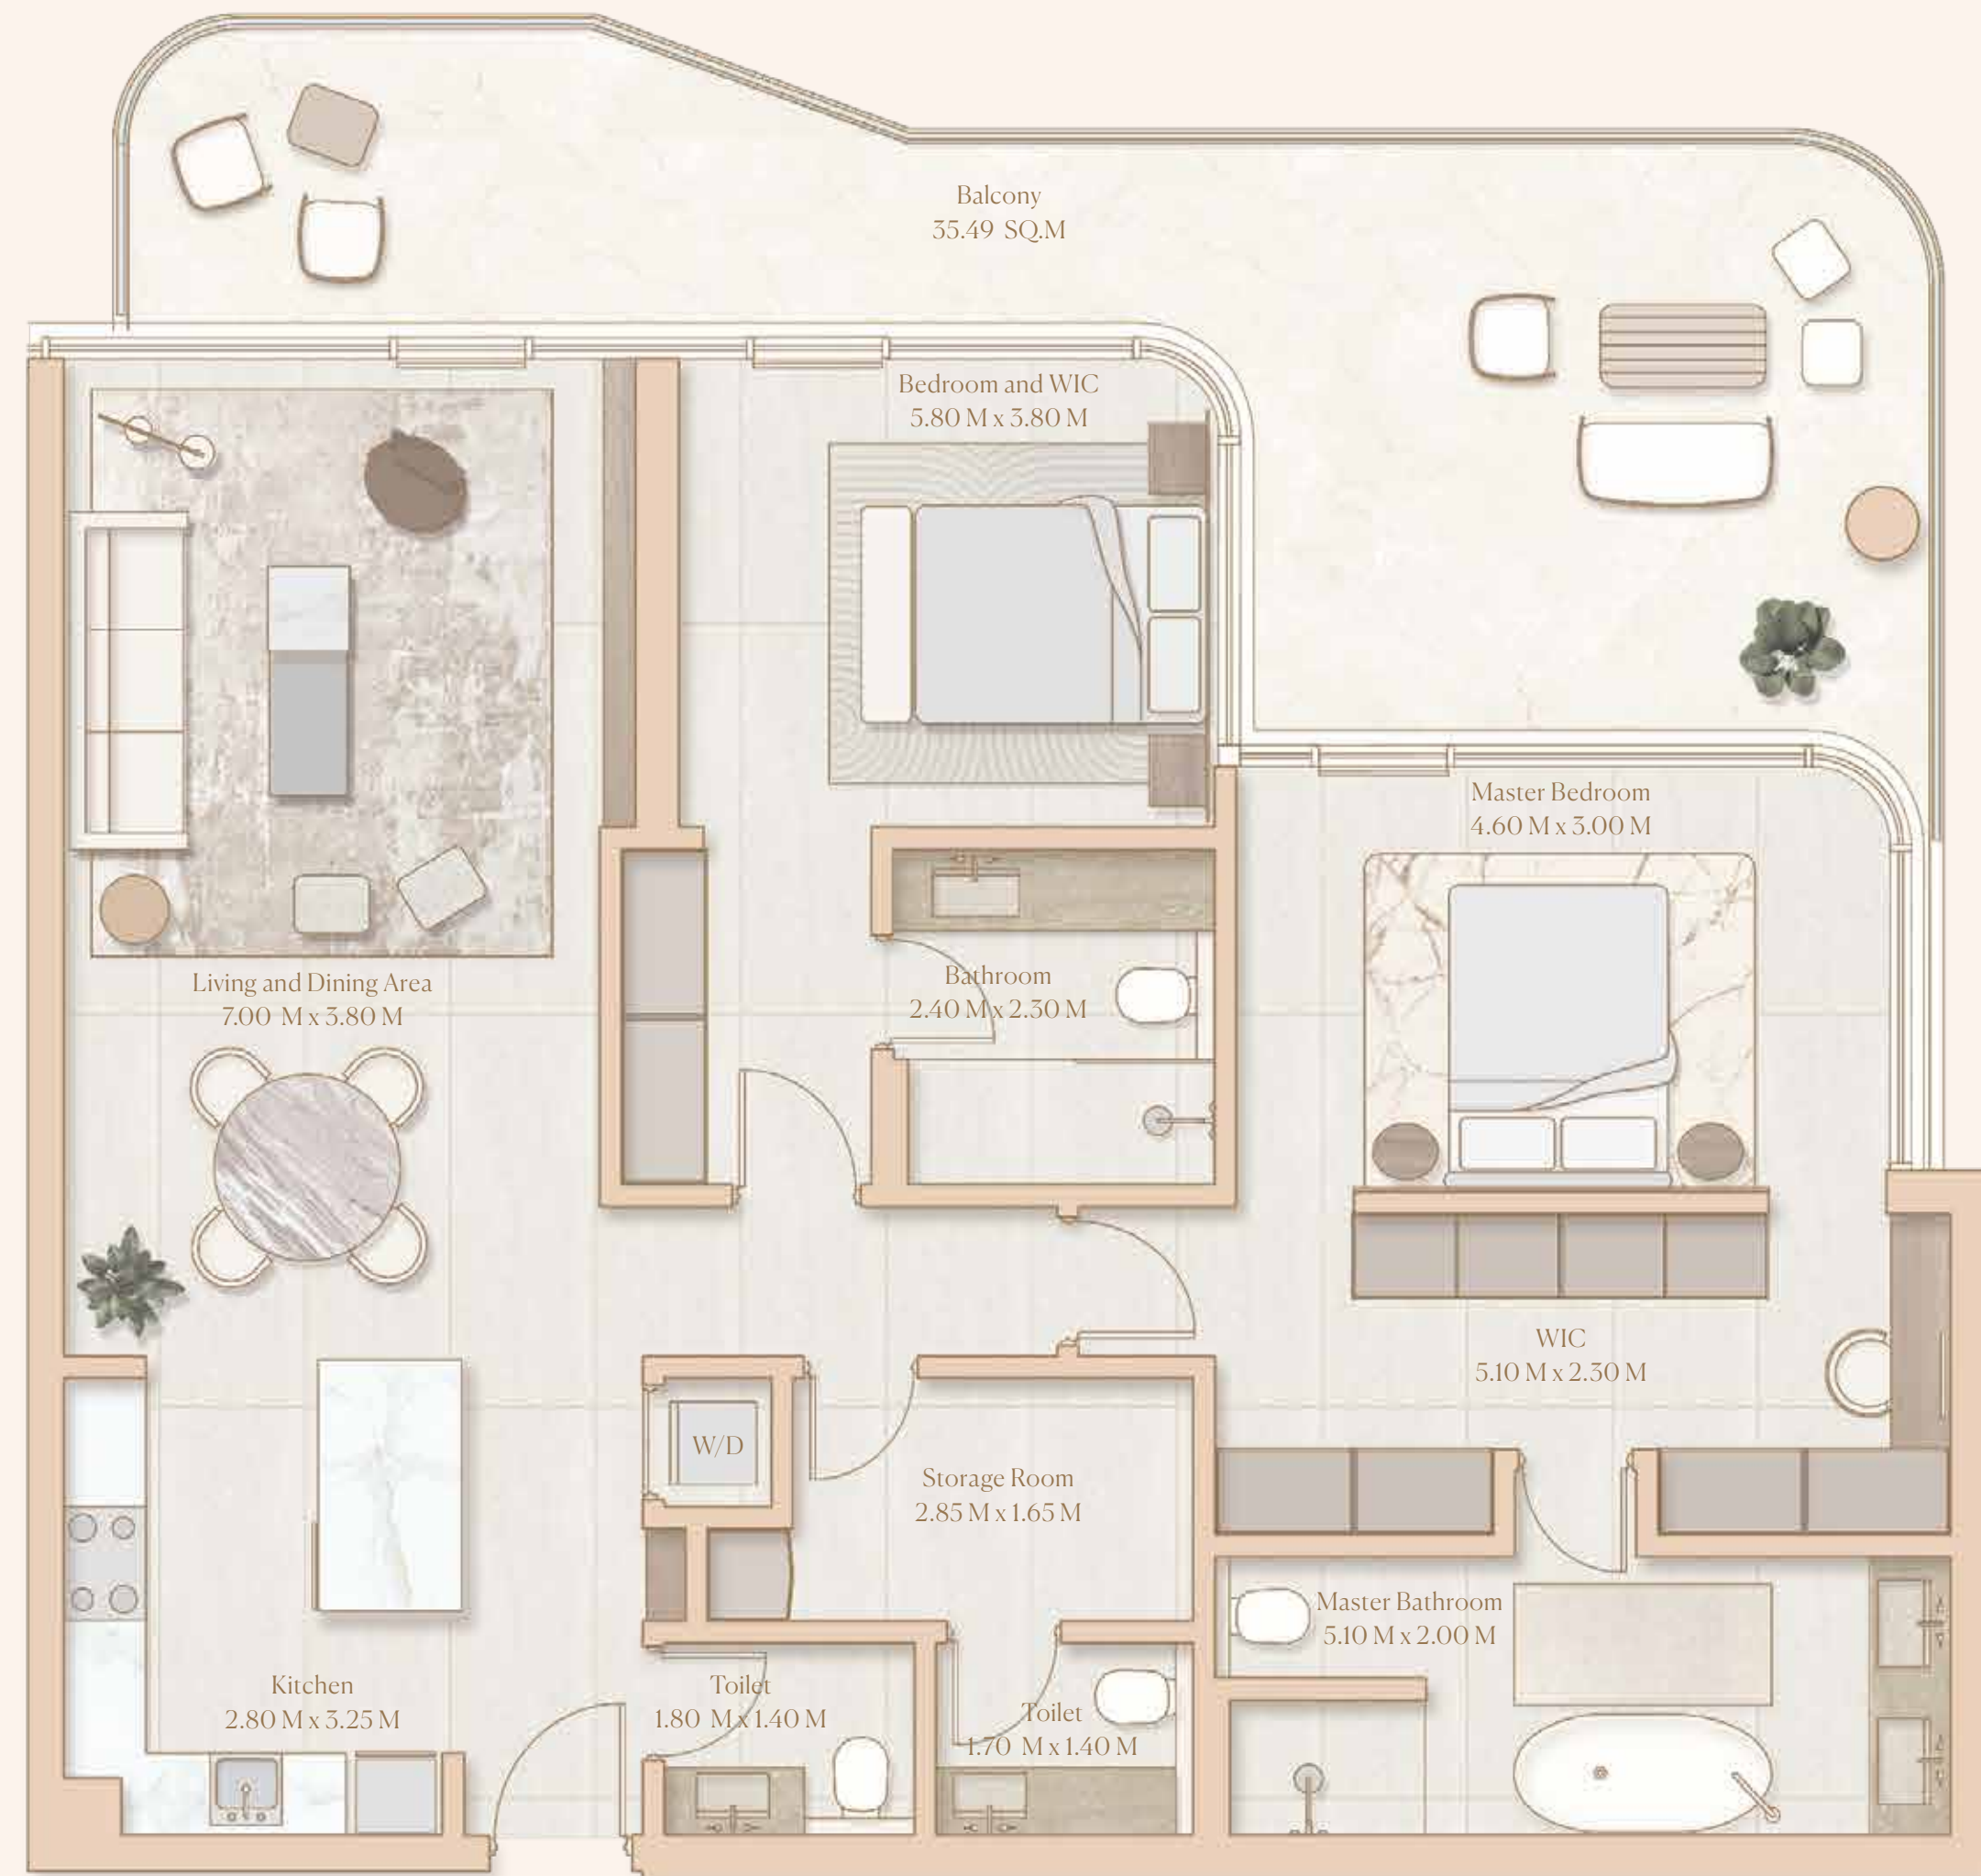 Balcony
35.49 SQ.M
Bedroom and WIC
5.80 M x 3.80 M
Master Bedroom
4.60 M x 3.00 M
Living and Dining Area
7.00 M x 3.80 M
Bathroom
2.40 M x 2.30 M
WIC
5.10 M x 2.30 M
W/D
Storage Room
2.85 M x 1.65 M
Master Bathroom
5.10 M x 2.00 M
Kitchen
2.80 M x 3.25 M
Toilet
1.80 M x 1.40 M
Toilet
1.70 M x 1.40 M